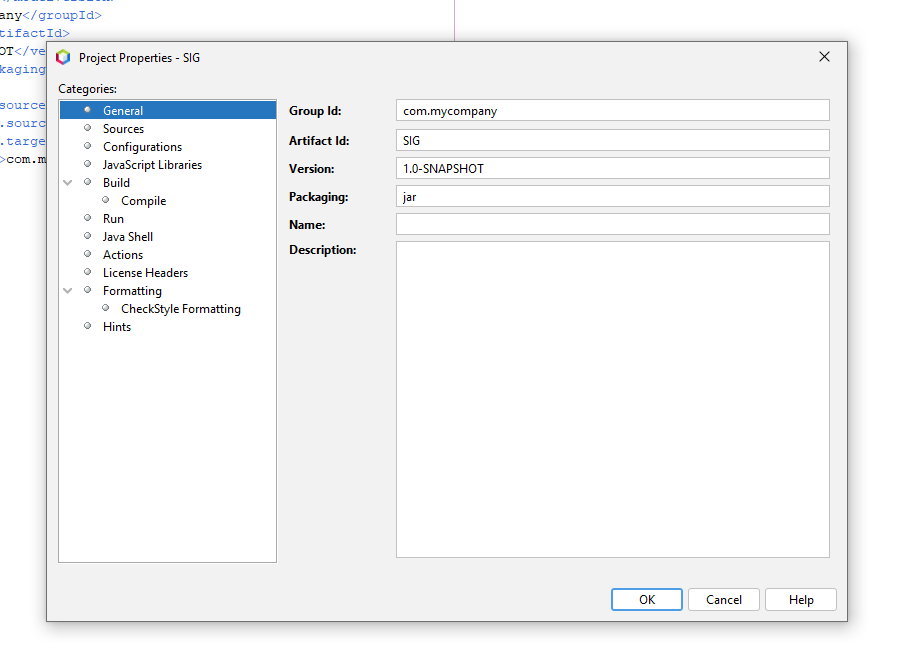 any</groupId>
tifactId>
OT</ve
kaging
source
.sourc
.targe
>com.m
Project Properties - SIG
Categories:
General
Sources
Configurations
JavaScript Libraries
Build
Compile
Run
Java Shell
Actions
License Headers
Formatting
CheckStyle Formatting
Hints
Group Id: com.mycompany
Artifact Id: SIG
Version: 1.0-SNAPSHOT
Packaging: jar
Name:
Description:
OK Cancel Help